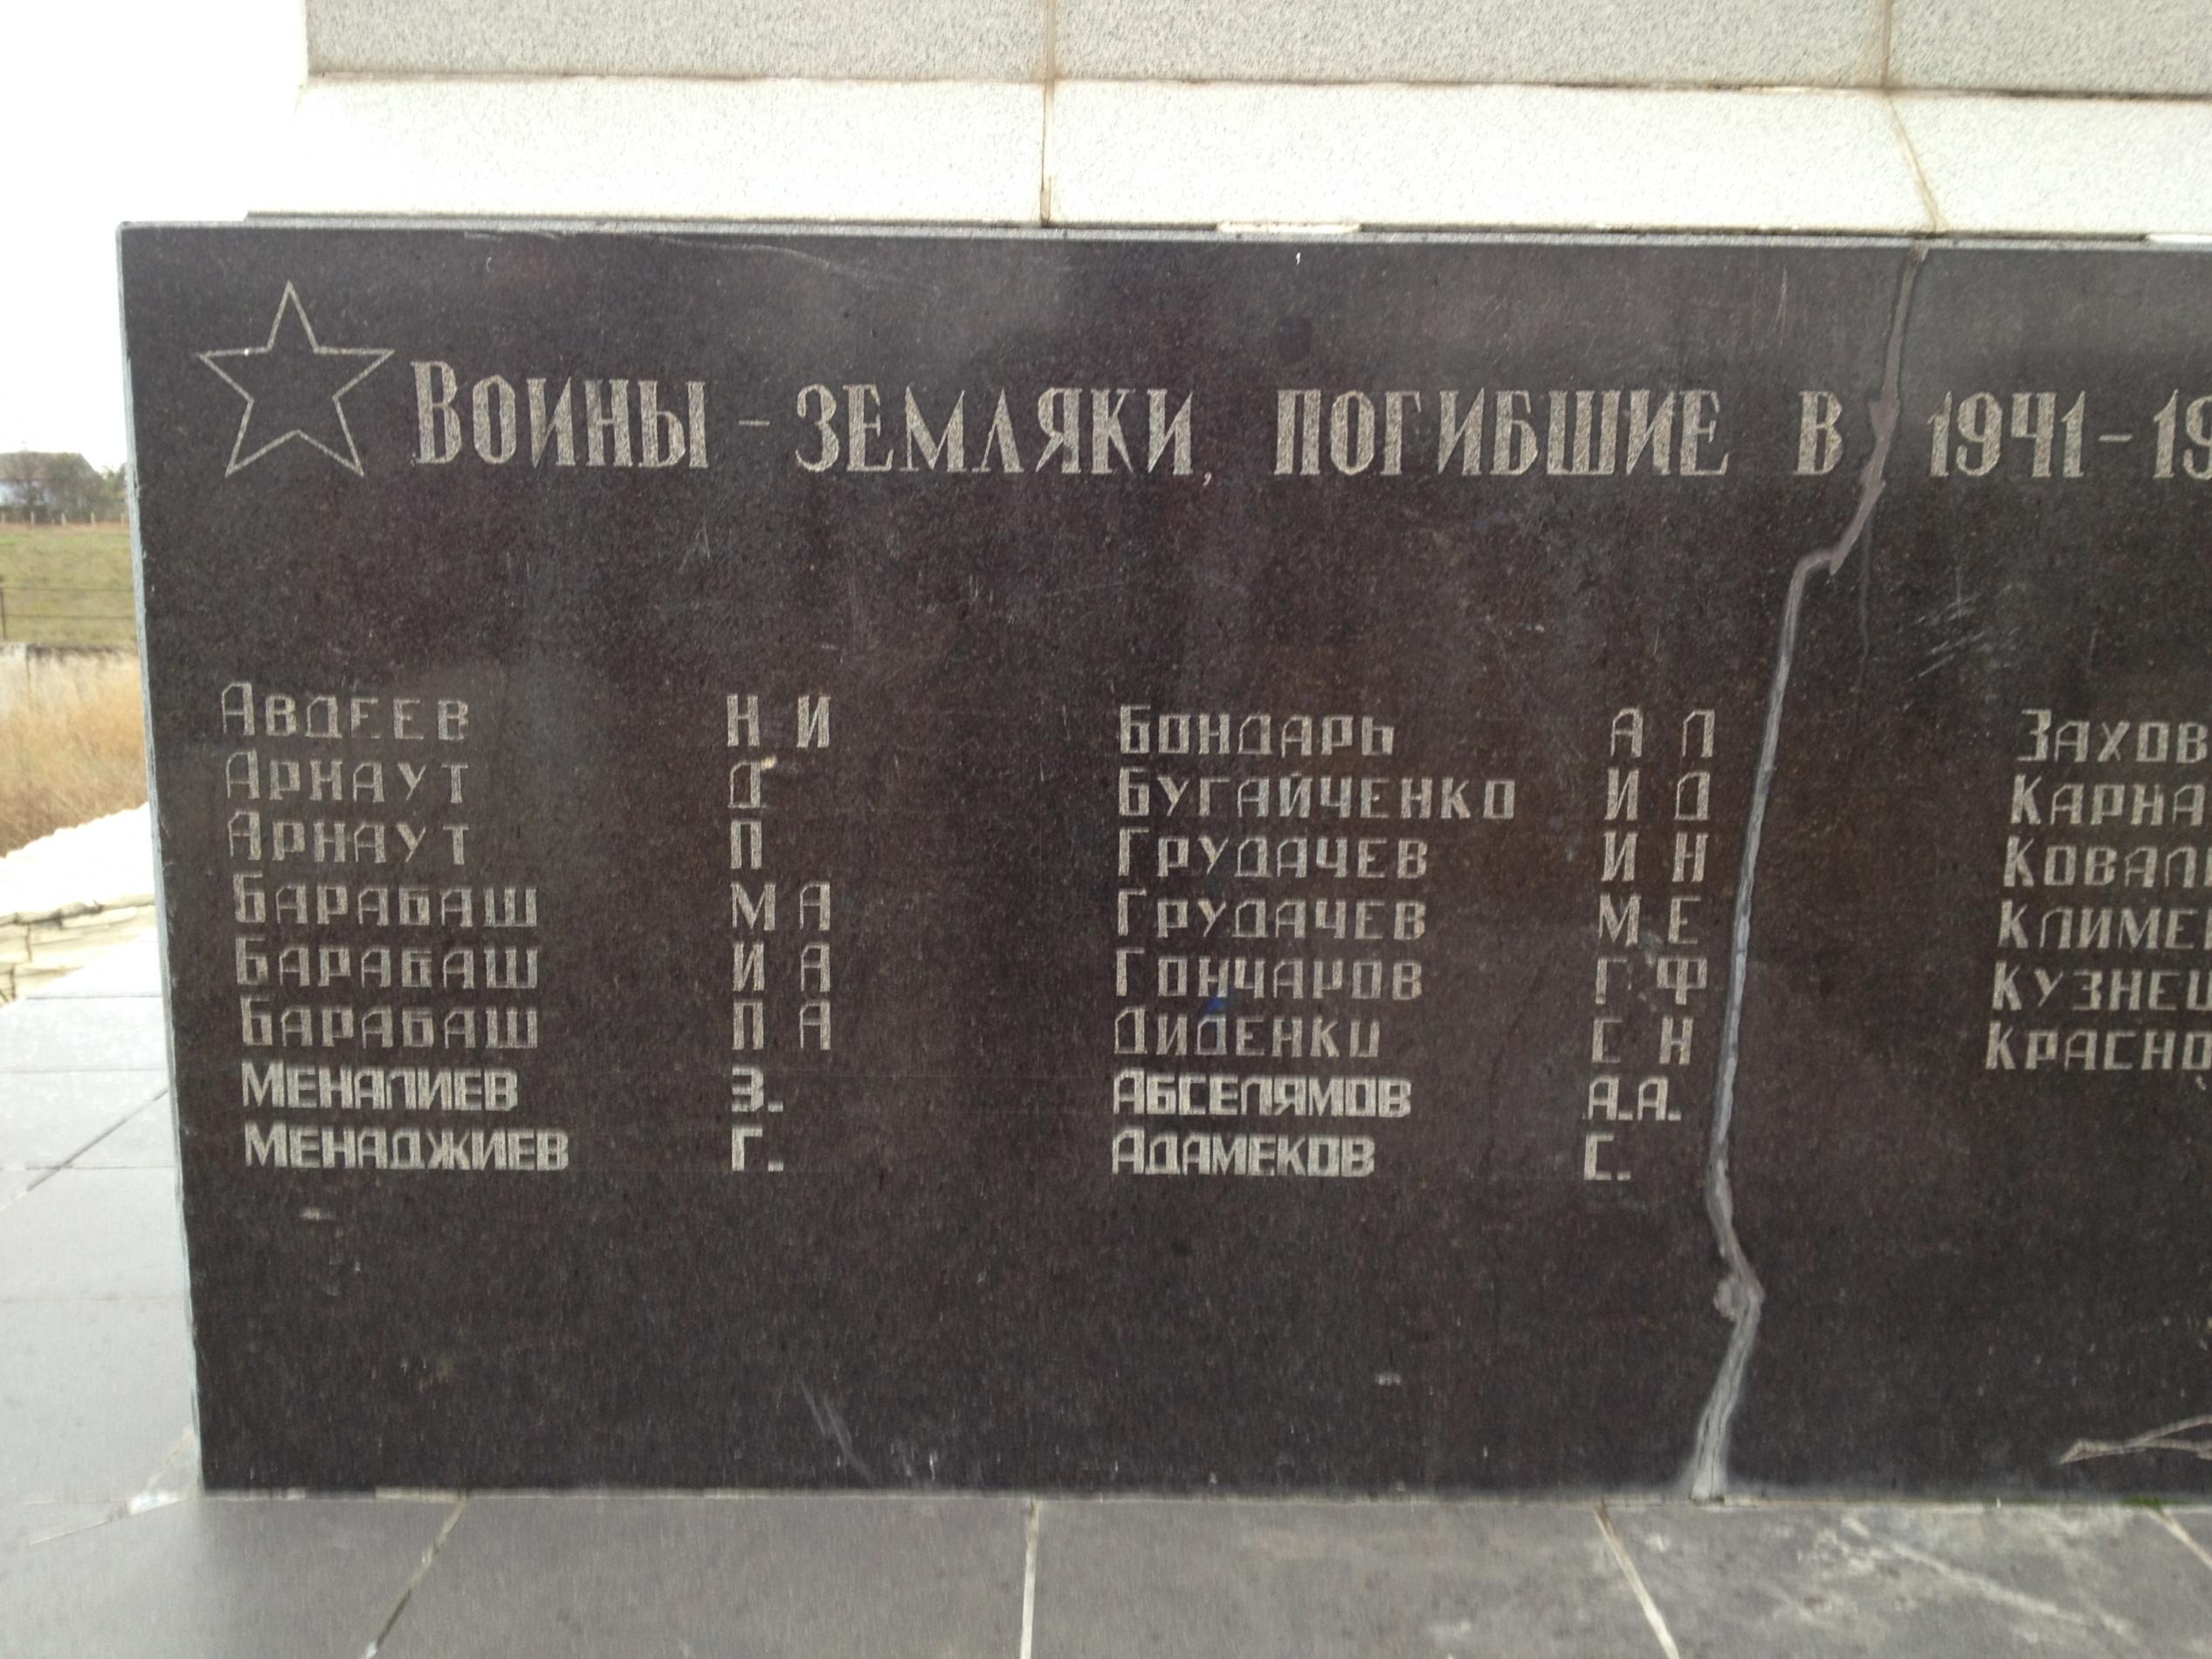 Воины - земляки, погибшие в 1941-19
Авдеев Н И
Арнаут Д
Арнаут П
Барабаш М А
Барабаш И А
Барабаш П А
Меналиев З.
Менаджиев Г.
Бондарь А Л
Бугайченко И Д
Грудачев И Н
Грудачев М Е
Гончаров Г Ф
Диденко С Н
Абселямов А.А.
Адамеков С.
Захов
Карна
Ковал
Климе
Кузнец
Красно